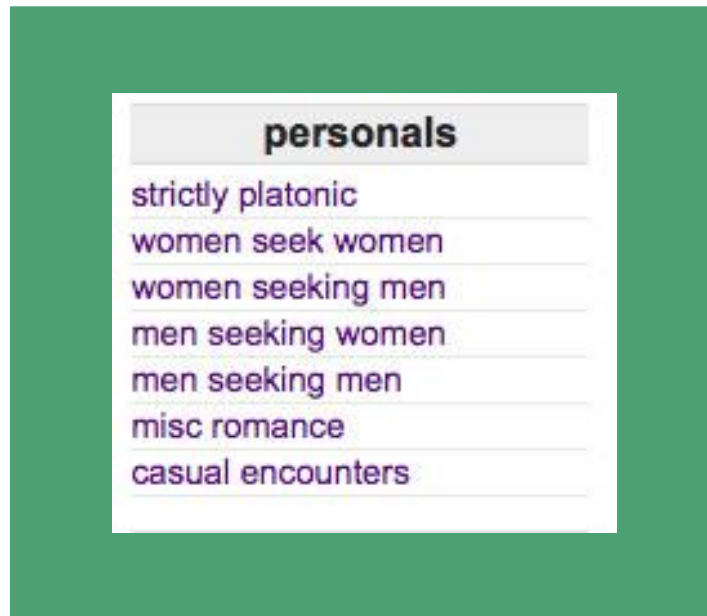 personals
strictly platonic
women seek women
women seeking men
men seeking women
men seeking men
misc romance
casual encounters